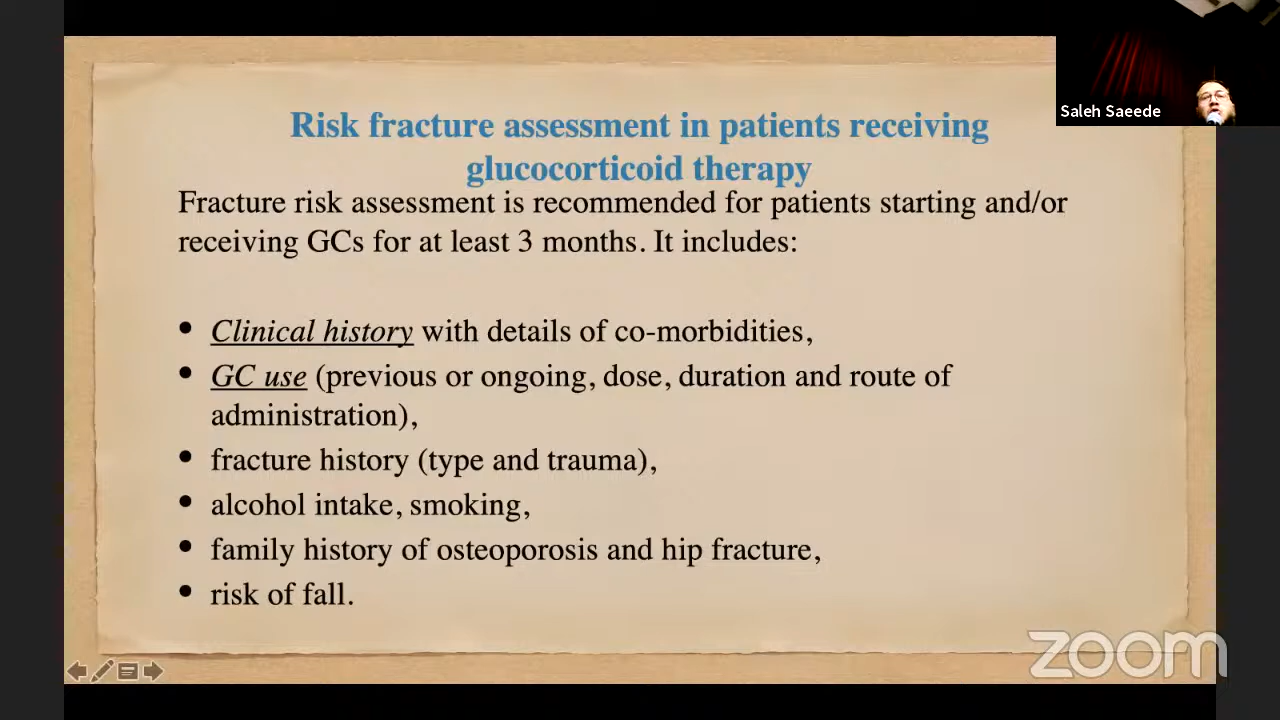 Saleh Saeede
Risk fracture assessment in patients receiving
glucocorticoid therapy
Fracture risk assessment is recommended for patients starting and/or
receiving GCs for at least 3 months. It includes:
• Clinical history with details of co-morbidities,
• GC use (previous or ongoing, dose, duration and route of
administration),
• fracture history (type and trauma),
• alcohol intake, smoking,
• family history of osteoporosis and hip fracture,
• risk of fall.
zoom